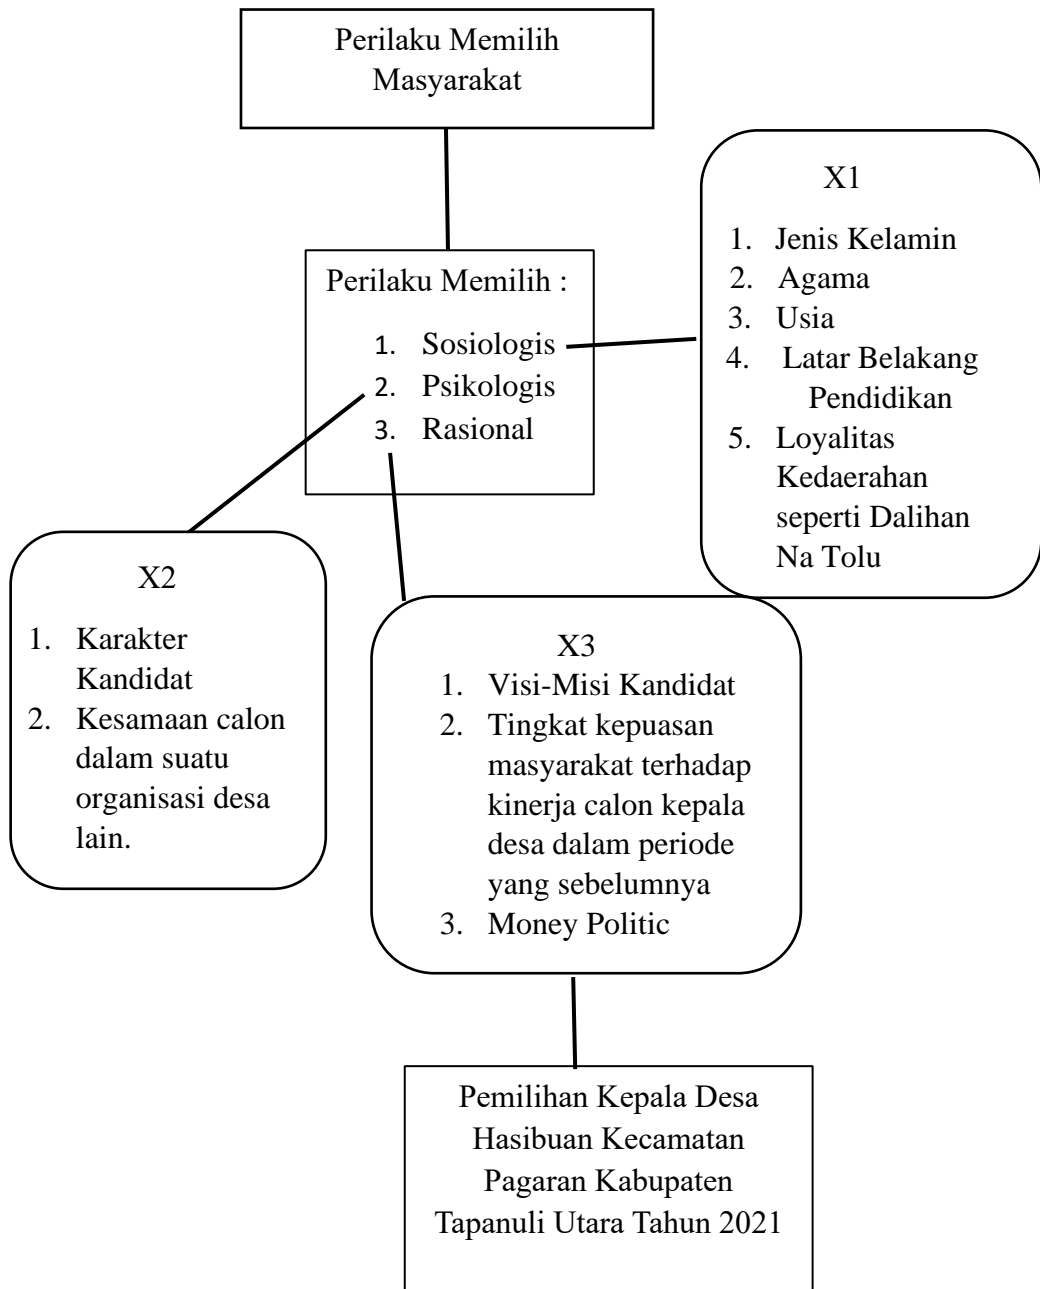 Perilaku Memilih
Masyarakat
Perilaku Memilih :
1. Sosiologis
2. Psikologis
3. Rasional
X1
1. Jenis Kelamin
2. Agama
3. Usia
4. Latar Belakang
Pendidikan
5. Loyalitas
Kedaerahan
seperti Dalihan
Na Tolu
X2
1. Karakter
Kandidat
2. Kesamaan calon
dalam suatu
organisasi desa
lain.
X3
1. Visi-Misi Kandidat
2. Tingkat kepuasan
masyarakat terhadap
kinerja calon kepala
desa dalam periode
yang sebelumnya
3. Money Politic
Pemilihan Kepala Desa
Hasibuan Kecamatan
Pagaran Kabupaten
Tapanuli Utara Tahun 2021